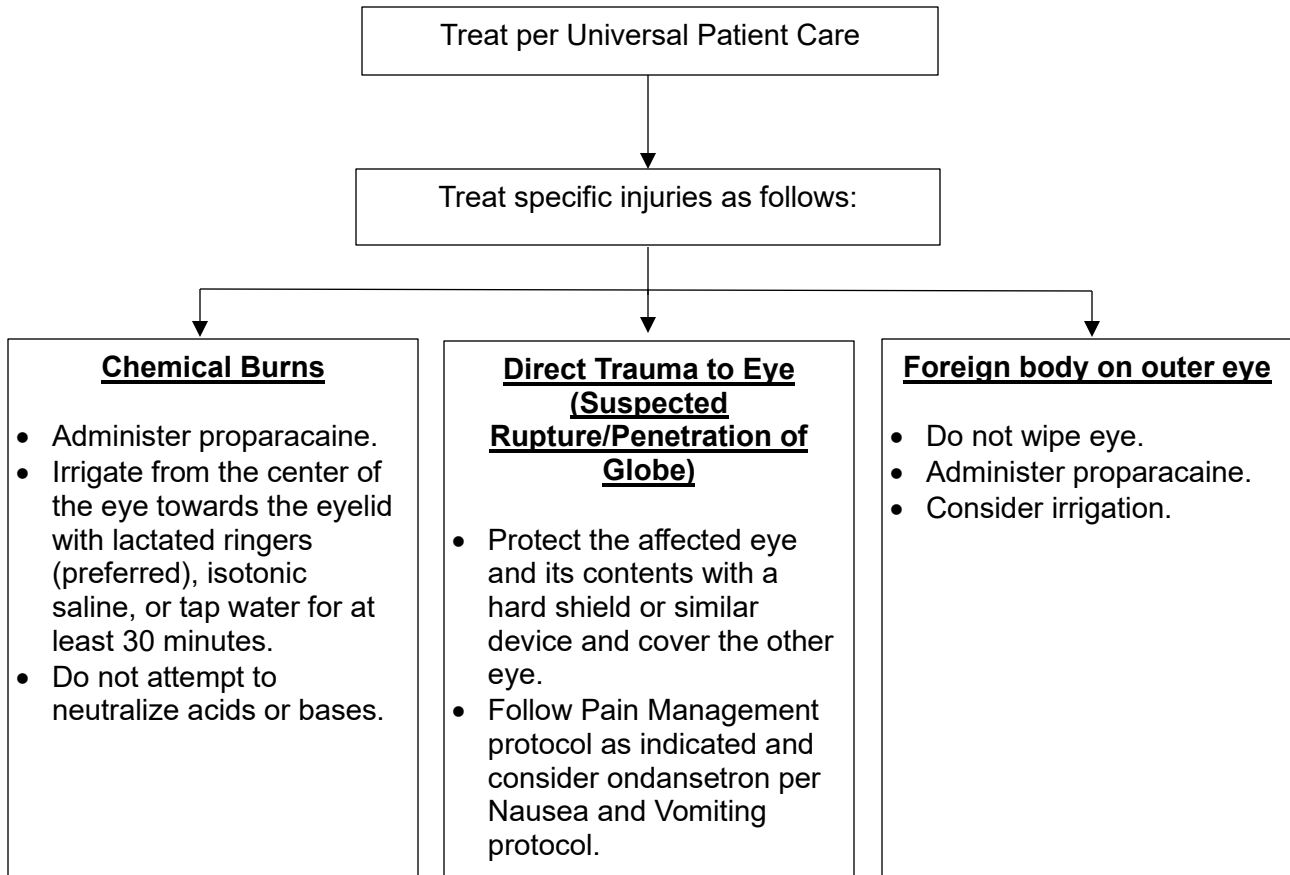 Treat per Universal Patient Care
Treat specific injuries as follows:
Chemical Burns
• Administer proparacaine.
• Irrigate from the center of
the eye towards the eyelid
with lactated ringers
(preferred), isotonic
saline, or tap water for at
least 30 minutes.
• Do not attempt to
neutralize acids or bases.
Direct Trauma to Eye
(Suspected
Rupture/Penetration of
Globe)
• Protect the affected eye
and its contents with a
hard shield or similar
device and cover the other
eye.
• Follow Pain Management
protocol as indicated and
consider ondansetron per
Nausea and Vomiting
protocol.
Foreign body on outer eye
• Do not wipe eye.
• Administer proparacaine.
• Consider irrigation.